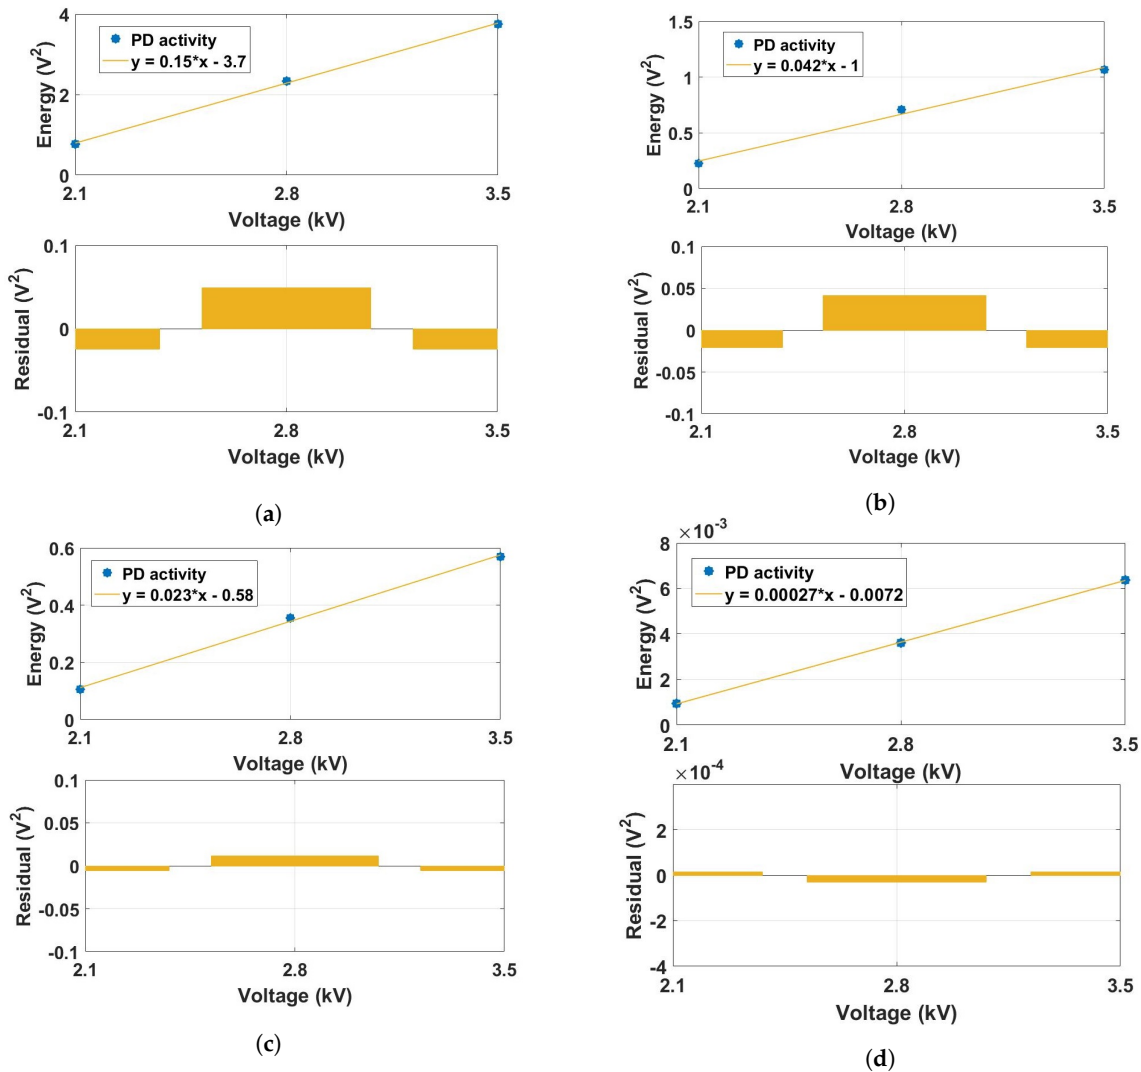 4
2
0
Energy (V²)
PD activity
y = 0.15*x - 3.7
2.1
2.8
3.5
Voltage (kV)
0.1
0
-0.1
Residual (V²)
2.1
2.8
3.5
Voltage (kV)
(a)
1.5
1
0.5
0
Energy (V²)
PD activity
y = 0.042*x - 1
2.1
2.8
3.5
Voltage (kV)
0.1
0.05
0
-0.05
-0.1
Residual (V²)
2.1
2.8
3.5
Voltage (kV)
(b)
0.6
0.4
0.2
0
Energy (V²)
PD activity
y = 0.023*x - 0.58
2.1
2.8
3.5
Voltage (kV)
0.1
0.05
0
-0.05
-0.1
Residual (V²)
2.1
2.8
3.5
Voltage (kV)
(c)
×10⁻³
8
6
4
2
0
Energy (V²)
PD activity
y = 0.00027*x - 0.0072
2.1
2.8
3.5
Voltage (kV)
×10⁻⁴
2
0
-2
-4
Residual (V²)
2.1
2.8
3.5
Voltage (kV)
(d)